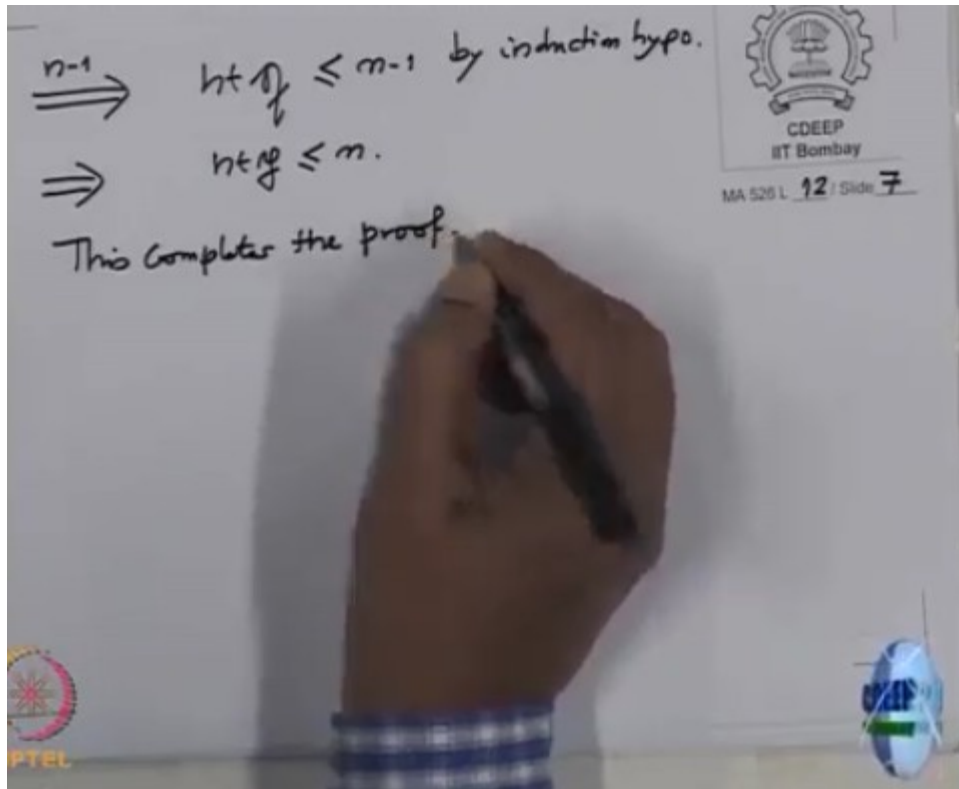 n-1
⟹ ht 𝔮 ≤ n-1 by induction hypo.
⟹ ht 𝔭 ≤ n.
This completes the proof.
CDEEP
IIT Bombay
MA 526 L 12 / Slide 7
PTEL